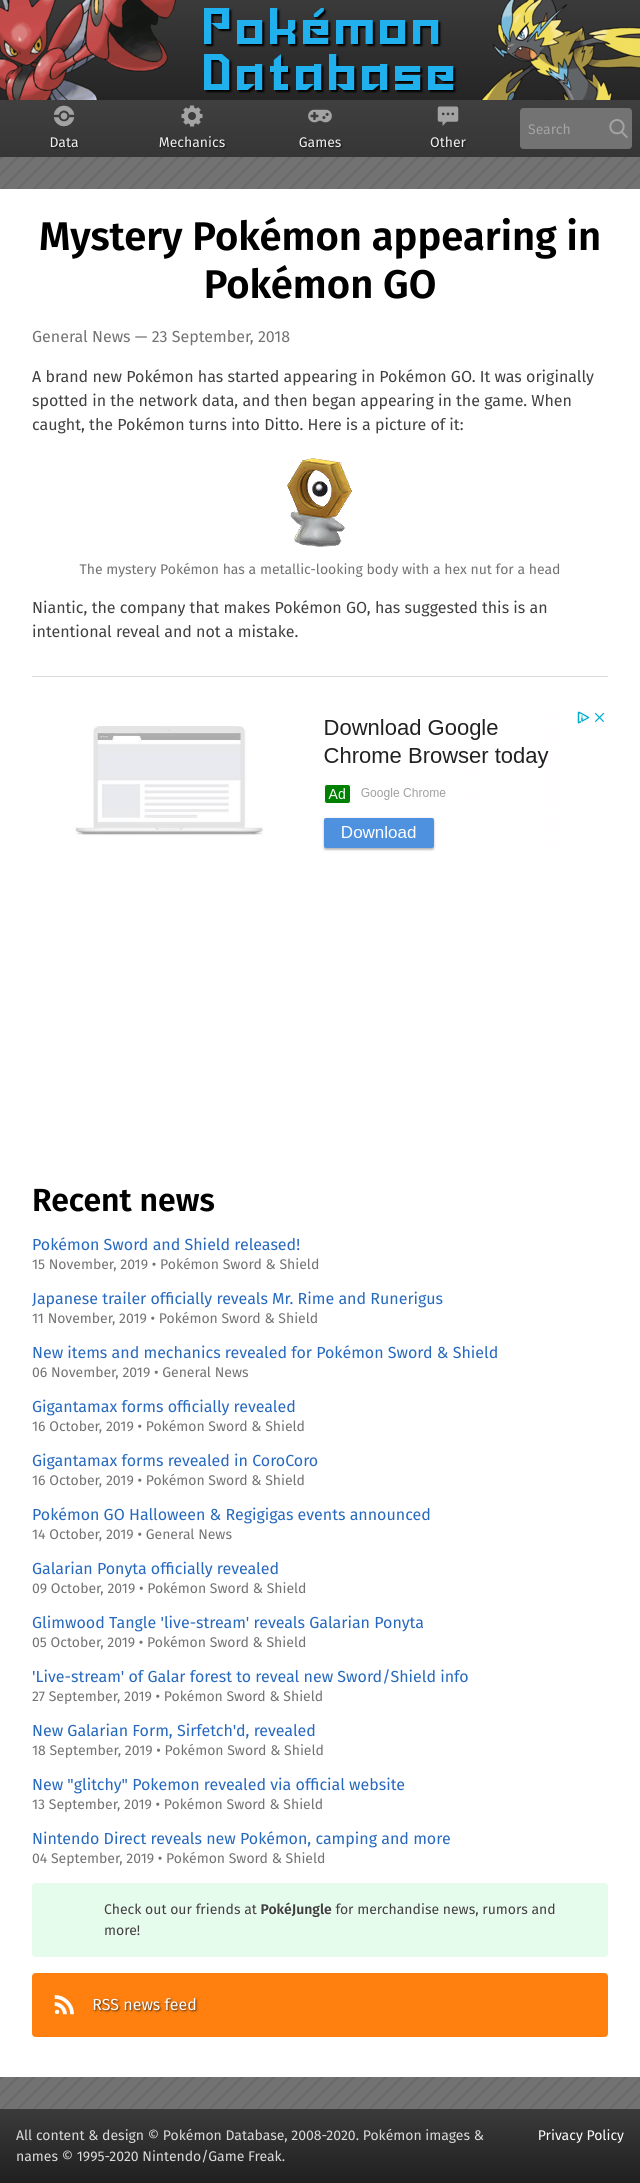 Pokémon
Database
Data
Mechanics
Games
Other
Search
Mystery Pokémon appearing in
Pokémon GO
General News — 23 September, 2018
A brand new Pokémon has started appearing in Pokémon GO. It was originally
spotted in the network data, and then began appearing in the game. When
caught, the Pokémon turns into Ditto. Here is a picture of it:
The mystery Pokémon has a metallic-looking body with a hex nut for a head
Niantic, the company that makes Pokémon GO, has suggested this is an
intentional reveal and not a mistake.
Download Google
Chrome Browser today
Ad Google Chrome
Download
Recent news
Pokémon Sword and Shield released!
15 November, 2019 • Pokémon Sword & Shield
Japanese trailer officially reveals Mr. Rime and Runerigus
11 November, 2019 • Pokémon Sword & Shield
New items and mechanics revealed for Pokémon Sword & Shield
06 November, 2019 • General News
Gigantamax forms officially revealed
16 October, 2019 • Pokémon Sword & Shield
Gigantamax forms revealed in CoroCoro
16 October, 2019 • Pokémon Sword & Shield
Pokémon GO Halloween & Regigigas events announced
14 October, 2019 • General News
Galarian Ponyta officially revealed
09 October, 2019 • Pokémon Sword & Shield
Glimwood Tangle 'live-stream' reveals Galarian Ponyta
05 October, 2019 • Pokémon Sword & Shield
'Live-stream' of Galar forest to reveal new Sword/Shield info
27 September, 2019 • Pokémon Sword & Shield
New Galarian Form, Sirfetch'd, revealed
18 September, 2019 • Pokémon Sword & Shield
New "glitchy" Pokemon revealed via official website
13 September, 2019 • Pokémon Sword & Shield
Nintendo Direct reveals new Pokémon, camping and more
04 September, 2019 • Pokémon Sword & Shield
Check out our friends at PokéJungle for merchandise news, rumors and
more!
RSS news feed
All content & design © Pokémon Database, 2008-2020. Pokémon images &
names © 1995-2020 Nintendo/Game Freak.
Privacy Policy